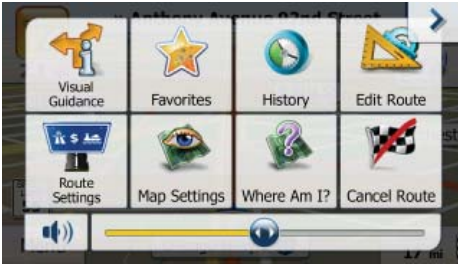 Anthony Avenue 92nd Street
Visual Guidance
Favorites
History
Edit Route
Route Settings
Map Settings
Where Am I?
Cancel Route
17 mi